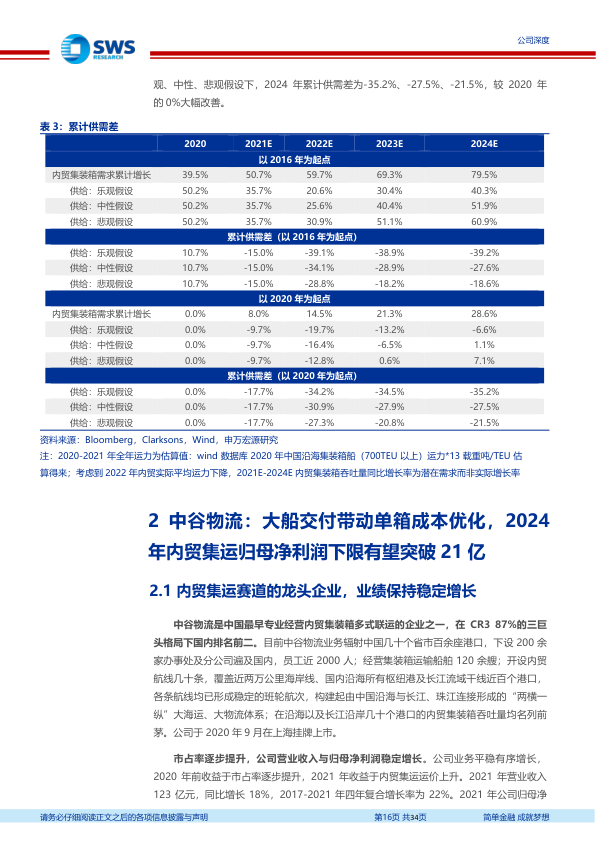 SWS
RESEARCH
公司深度
观、中性、悲观假设下，2024 年累计供需差为-35.2%、-27.5%、-21.5%，较 2020 年
的 0%大幅改善。
表 3：累计供需差
2020 2021E 2022E 2023E 2024E
以 2016 年为起点
内贸集装箱需求累计增长 39.5% 50.7% 59.7% 69.3% 79.5%
供给：乐观假设 50.2% 35.7% 20.6% 30.4% 40.3%
供给：中性假设 50.2% 35.7% 25.6% 40.4% 51.9%
供给：悲观假设 50.2% 35.7% 30.9% 51.1% 60.9%
累计供需差（以 2016 年为起点）
供给：乐观假设 10.7% -15.0% -39.1% -38.9% -39.2%
供给：中性假设 10.7% -15.0% -34.1% -28.9% -27.6%
供给：悲观假设 10.7% -15.0% -28.8% -18.2% -18.6%
以 2020 年为起点
内贸集装箱需求累计增长 0.0% 8.0% 14.5% 21.3% 28.6%
供给：乐观假设 0.0% -9.7% -19.7% -13.2% -6.6%
供给：中性假设 0.0% -9.7% -16.4% -6.5% 1.1%
供给：悲观假设 0.0% -9.7% -12.8% 0.6% 7.1%
累计供需差（以 2020 年为起点）
供给：乐观假设 0.0% -17.7% -34.2% -34.5% -35.2%
供给：中性假设 0.0% -17.7% -30.9% -27.9% -27.5%
供给：悲观假设 0.0% -17.7% -27.3% -20.8% -21.5%
资料来源：Bloomberg，Clarksons，Wind，申万宏源研究
注：2020-2021 年全年运力为估算值：wind 数据库 2020 年中国沿海集装箱船（700TEU 以上）运力*13 载重吨/TEU 估
算得来；考虑到 2022 年内贸实际平均运力下降，2021E-2024E 内贸集装箱吞吐量同比增长率为潜在需求而非实际增长率
2 中谷物流：大船交付带动单箱成本优化，2024
年内贸集运归母净利润下限有望突破 21 亿
2.1 内贸集运赛道的龙头企业，业绩保持稳定增长
中谷物流是中国最早专业经营内贸集装箱多式联运的企业之一，在 CR3 87%的三巨
头格局下国内排名前二。目前中谷物流业务辐射中国几十个省市百余座港口，下设 200 余
家办事处及分公司遍及国内，员工近 2000 人；经营集装箱运输船舶 120 余艘；开设内贸
航线几十条，覆盖近两万公里海岸线、国内沿海所有枢纽港及长江流域干线近百个港口，
各条航线均已形成稳定的班轮航次，构建起由中国沿海与长江、珠江连接形成的“两横一
纵”大海运、大物流体系；在沿海以及长江沿岸几十个港口的内贸集装箱吞吐量均名列前
茅。公司于 2020 年 9 月在上海挂牌上市。
市占率逐步提升，公司营业收入与归母净利润稳定增长。公司业务平稳有序增长，
2020 年前收益于市占率逐步提升，2021 年收益于内贸集运运价上升。2021 年营业收入
123 亿元，同比增长 18%，2017-2021 年四年复合增长率为 22%。2021 年公司归母净
请务必仔细阅读正文之后的各项信息披露与声明 第16页 共34页 简单金融 成就梦想